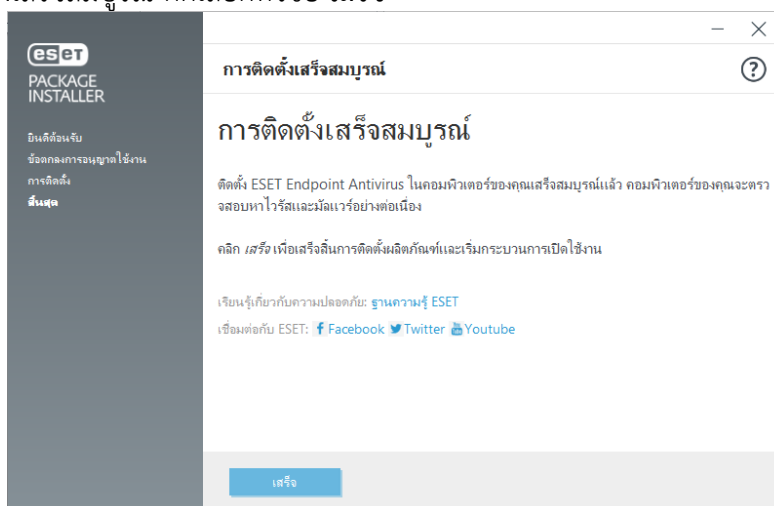 eset
PACKAGE
INSTALLER
ยินดีต้อนรับ
ข้อตกลงการอนุญาตใช้งาน
การติดตั้ง
สิ้นสุด
การติดตั้งเสร็จสมบูรณ์
?
การติดตั้งเสร็จสมบูรณ์
ติดตั้ง ESET Endpoint Antivirus ในคอมพิวเตอร์ของคุณเสร็จสมบูรณ์แล้ว คอมพิวเตอร์ของคุณจะตรว
จสอบหาไวรัสและมัลแวร์อย่างต่อเนื่อง
คลิก เสร็จ เพื่อเสร็จสิ้นการติดตั้งผลิตภัณฑ์และเริ่มกระบวนการเปิดใช้งาน
เรียนรู้เกี่ยวกับความปลอดภัย: ฐานความรู้ ESET
เชื่อมต่อกับ ESET: Facebook Twitter Youtube
เสร็จ